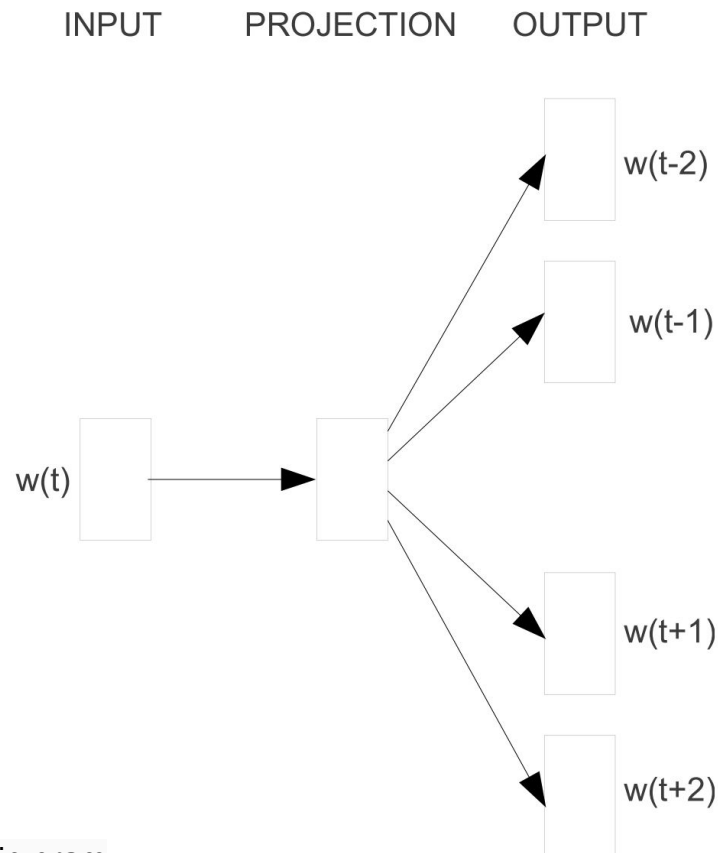 INPUT PROJECTION OUTPUT
w(t-2)
w(t-1)
w(t)
w(t+1)
w(t+2)